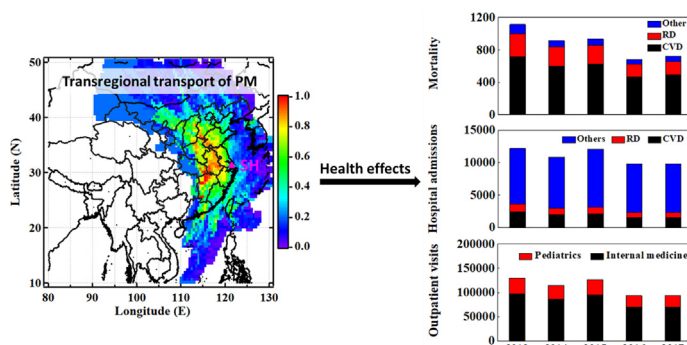 Transregional transport of PM
SH
50
40
30
20
10
Latitude (N)
80 90 100 110 120 130
Longitude (E)
1.0
0.8
0.6
0.4
0.2
0.0
Health effects
Mortality
1200
800
400
0
Other
RD
CVD
Hospital admissions
15000
10000
5000
0
Others RD CVD
Outpatient visits
200000
150000
100000
50000
0
Pediatrics Internal medicine